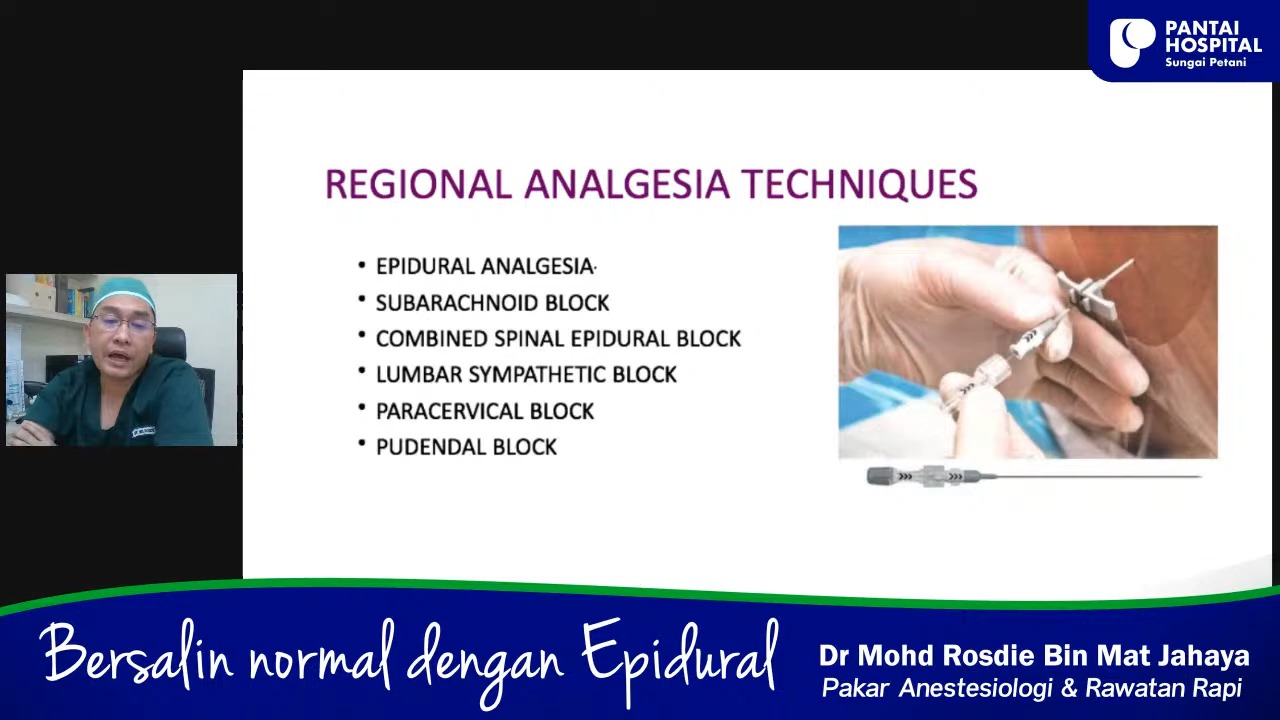 PANTAI
HOSPITAL
Sungai Petani
REGIONAL ANALGESIA TECHNIQUES
• EPIDURAL ANALGESIA
• SUBARACHNOID BLOCK
• COMBINED SPINAL EPIDURAL BLOCK
• LUMBAR SYMPATHETIC BLOCK
• PARACERVICAL BLOCK
• PUDENDAL BLOCK
Bersalin normal dengan Epidural
Dr Mohd Rosdie Bin Mat Jahaya
Pakar Anestesiologi & Rawatan Rapi